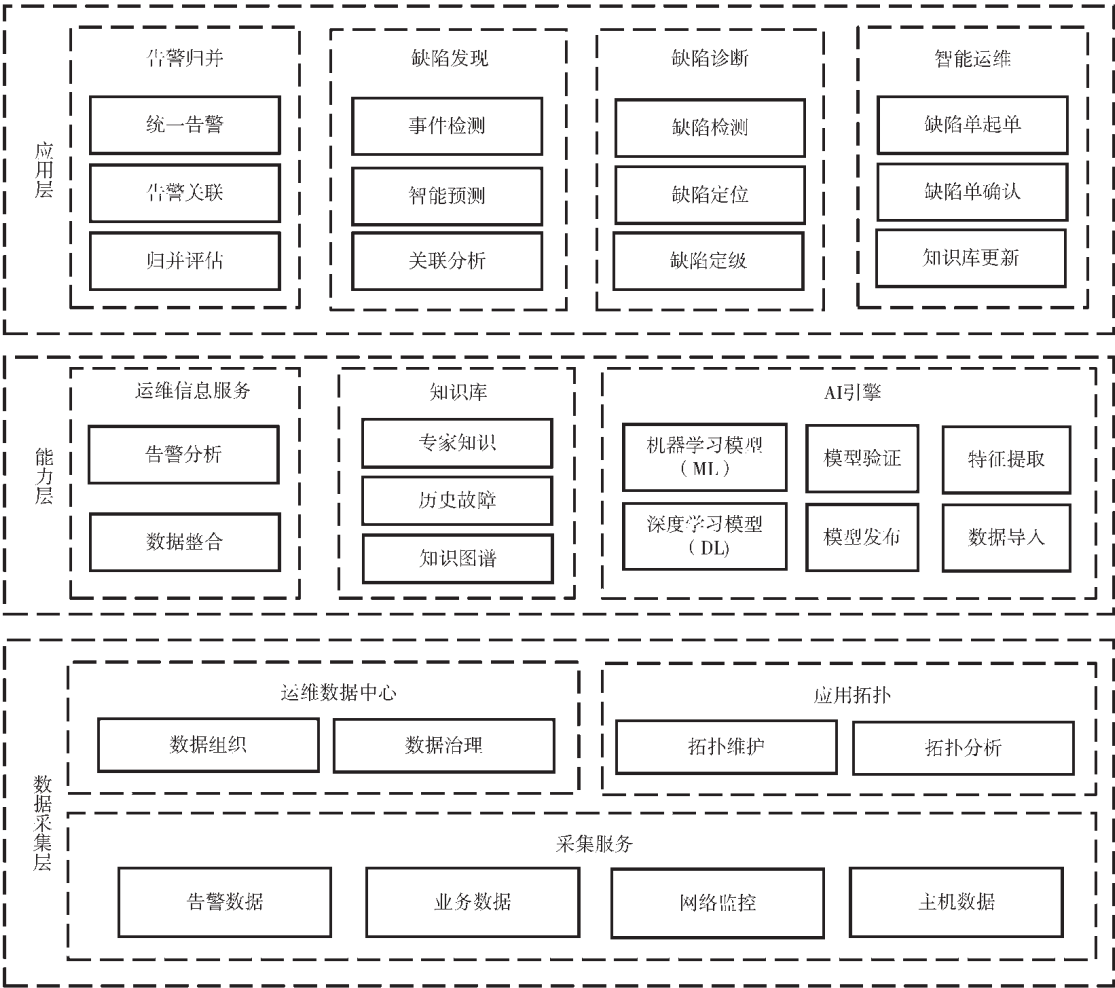 应用层
告警归并
统一告警
告警关联
归并评估
缺陷发现
事件检测
智能预测
关联分析
缺陷诊断
缺陷检测
缺陷定位
缺陷定级
智能运维
缺陷单起单
缺陷单确认
知识库更新
能力层
运维信息服务
告警分析
数据整合
知识库
专家知识
历史故障
知识图谱
AI引擎
机器学习模型
（ML）
模型验证
特征提取
深度学习模型
（DL）
模型发布
数据导入
数据采集层
运维数据中心
数据组织
数据治理
应用拓扑
拓扑维护
拓扑分析
采集服务
告警数据
业务数据
网络监控
主机数据